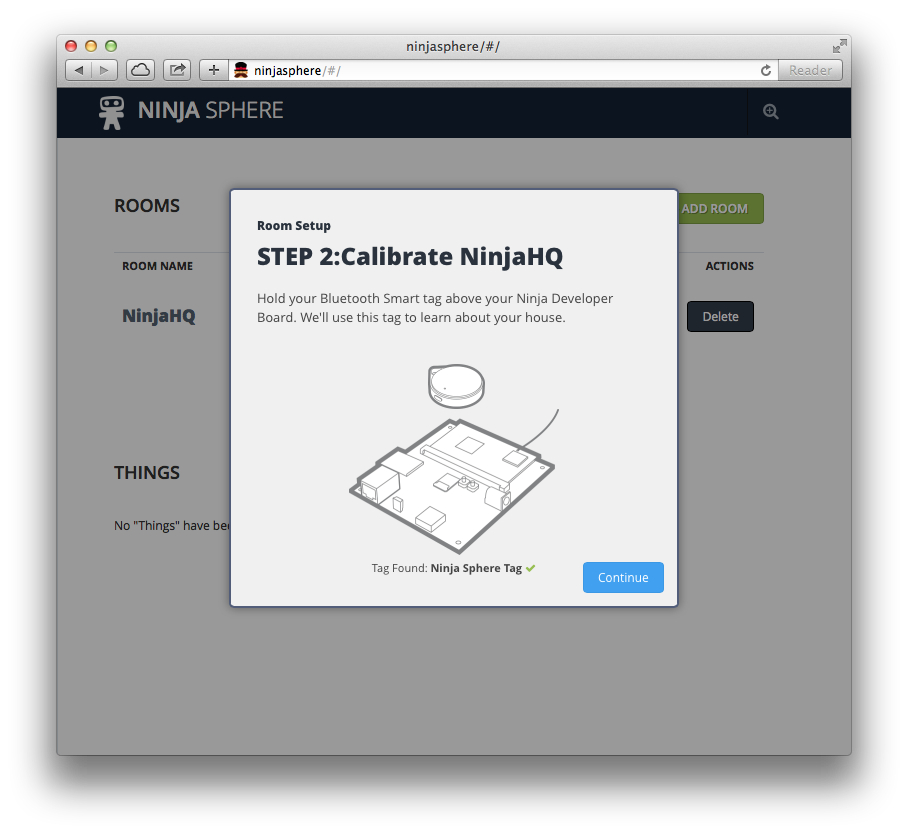 ninjasphere/#/
ninjasphere/#/
Reader
NINJA SPHERE
ROOMS
ADD ROOM
ROOM NAME
ACTIONS
NinjaHQ
Delete
THINGS
No "Things" have
Room Setup
STEP 2:Calibrate NinjaHQ
Hold your Bluetooth Smart tag above your Ninja Developer
Board. We'll use this tag to learn about your house.
Tag Found: Ninja Sphere Tag
Continue